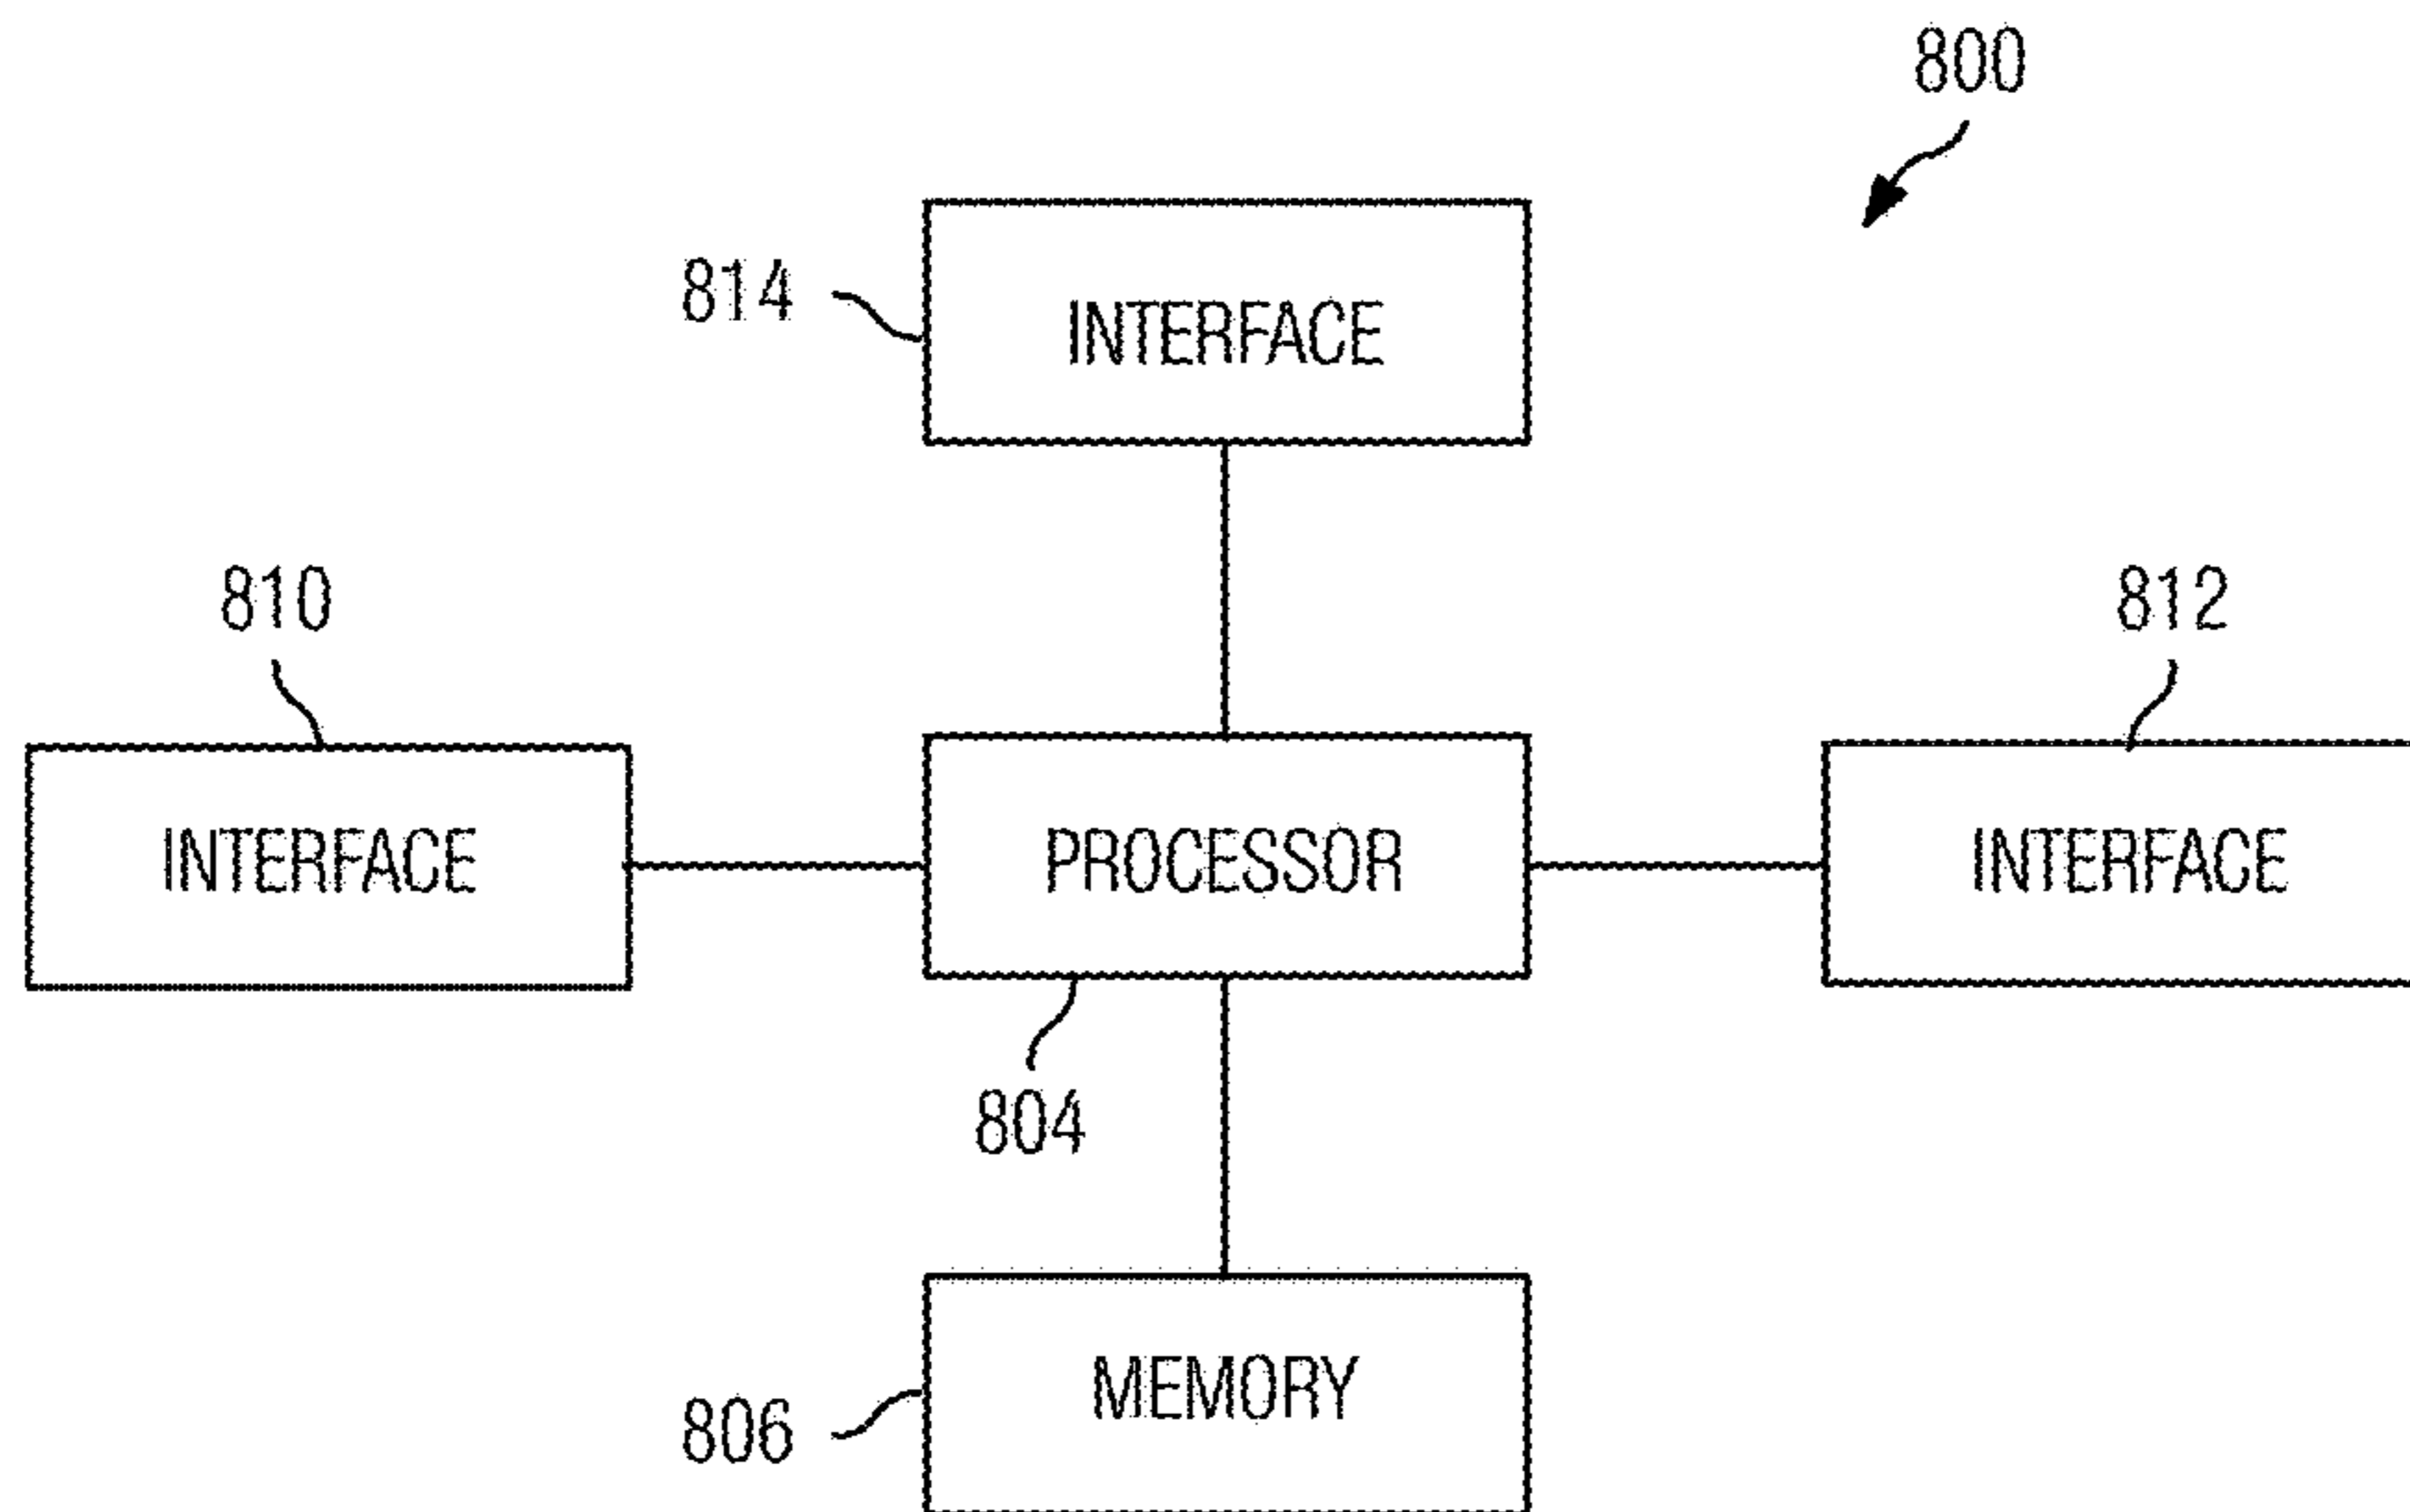 800
814
INTERFACE
810
812
INTERFACE
PROCESSOR
INTERFACE
804
MEMORY
806